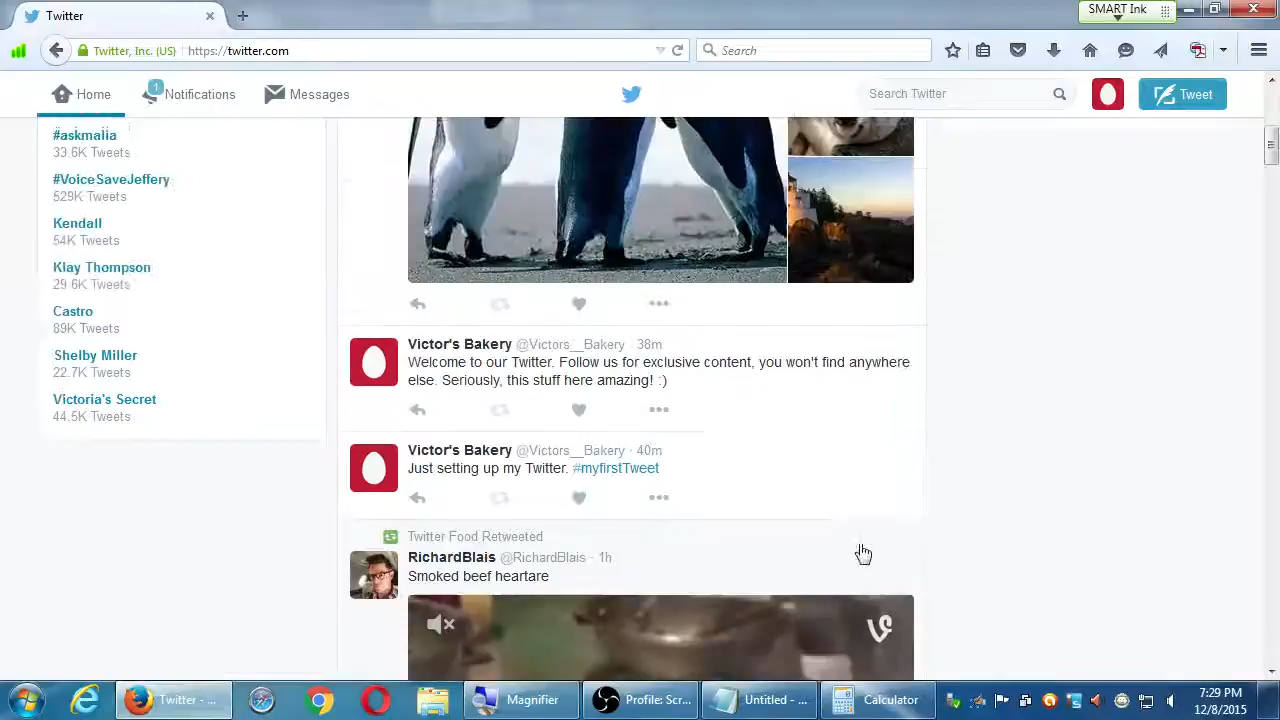 Twitter
SMART Ink
Twitter, Inc. (US)
https://twitter.com
Search
Home
1
Notifications
Messages
Search Twitter
Tweet
#askmalia
33.6K Tweets
#VoiceSaveJeffery
529K Tweets
Kendall
54K Tweets
Klay Thompson
29.6K Tweets
Castro
89K Tweets
Shelby Miller
22.7K Tweets
Victoria's Secret
44.5K Tweets
Victor's Bakery @Victors__Bakery · 38m
Welcome to our Twitter. Follow us for exclusive content, you won't find anywhere
else. Seriously, this stuff here amazing! :)
Victor's Bakery @Victors__Bakery · 40m
Just setting up my Twitter. #myfirstTweet
Twitter Food Retweeted
RichardBlais @RichardBlais · 1h
Smoked beef heartare
Twitter - ...
Magnifier
Profile: Scr...
Untitled - ...
Calculator
7:29 PM
12/8/2015